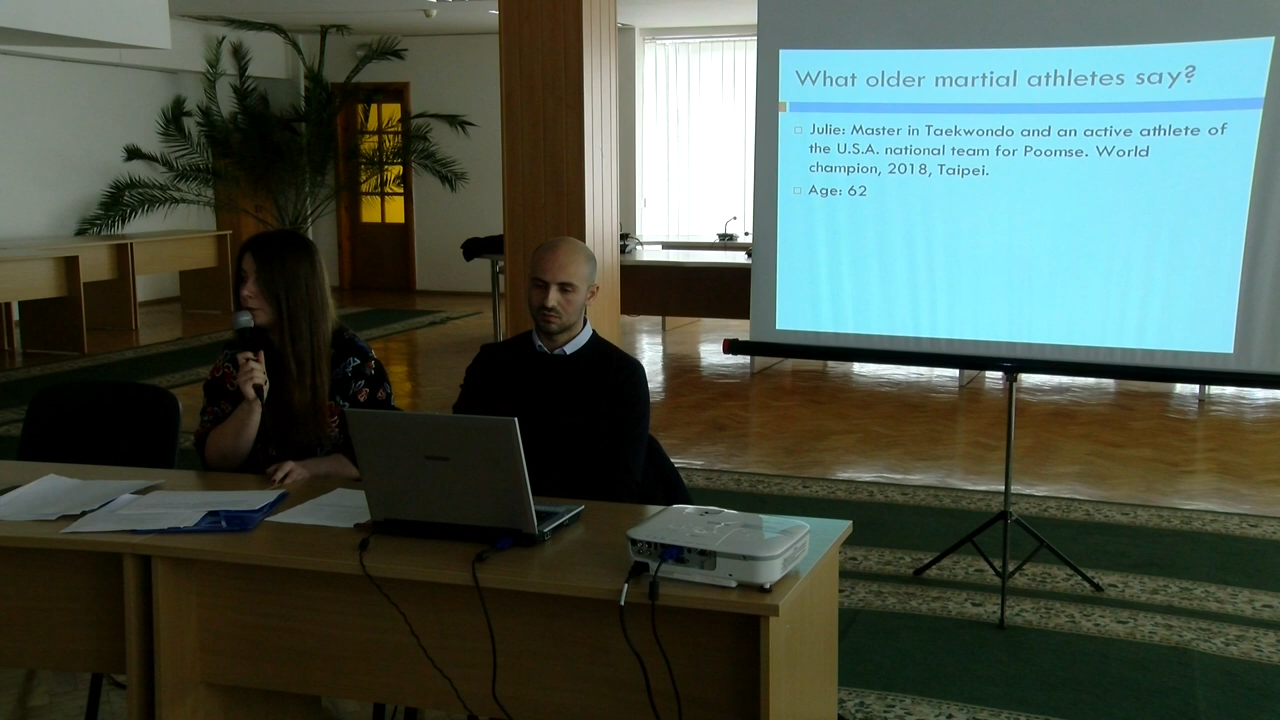 What older martial athletes say?
Julie: Master in Taekwondo and an active athlete of
the U.S.A. national team for Poomse. World
champion, 2018, Taipei.
Age: 62